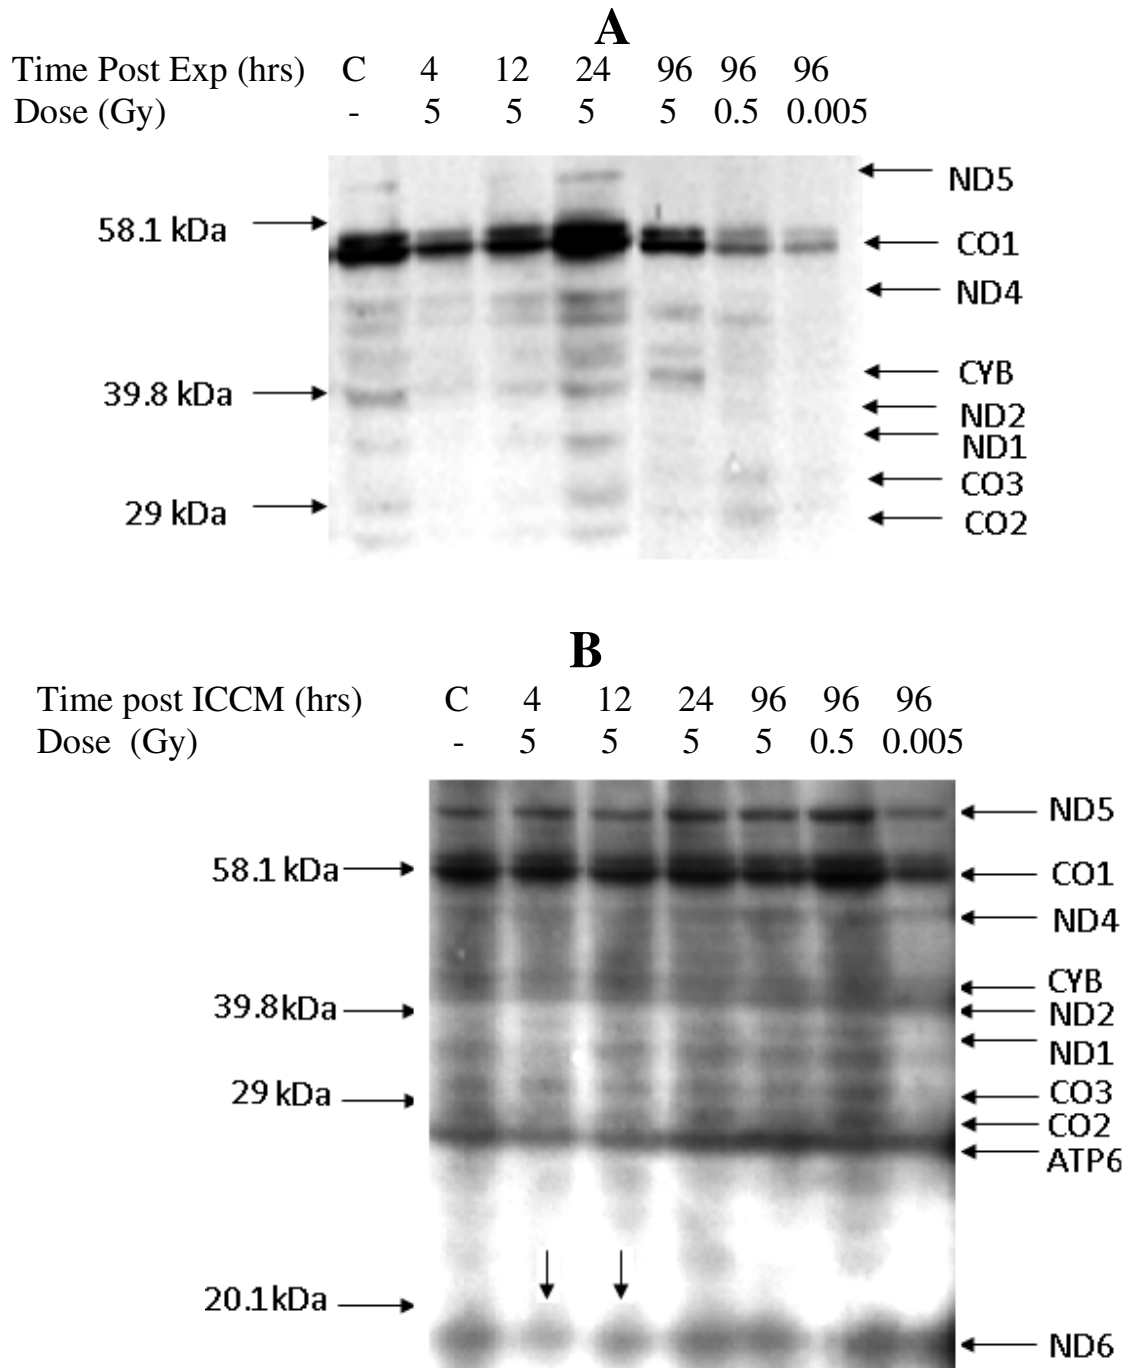 A
Time Post Exp (hrs) C 4 12 24 96 96 96
Dose (Gy) - 5 5 5 5 0.5 0.005
ND5
58.1 kDa
CO1
ND4
CYB
39.8 kDa
ND2
ND1
CO3
29 kDa
CO2
B
Time post ICCM (hrs) C 4 12 24 96 96 96
Dose (Gy) - 5 5 5 5 0.5 0.005
ND5
58.1 kDa
CO1
ND4
CYB
39.8kDa
ND2
ND1
29 kDa
CO3
CO2
ATP6
20.1kDa
ND6